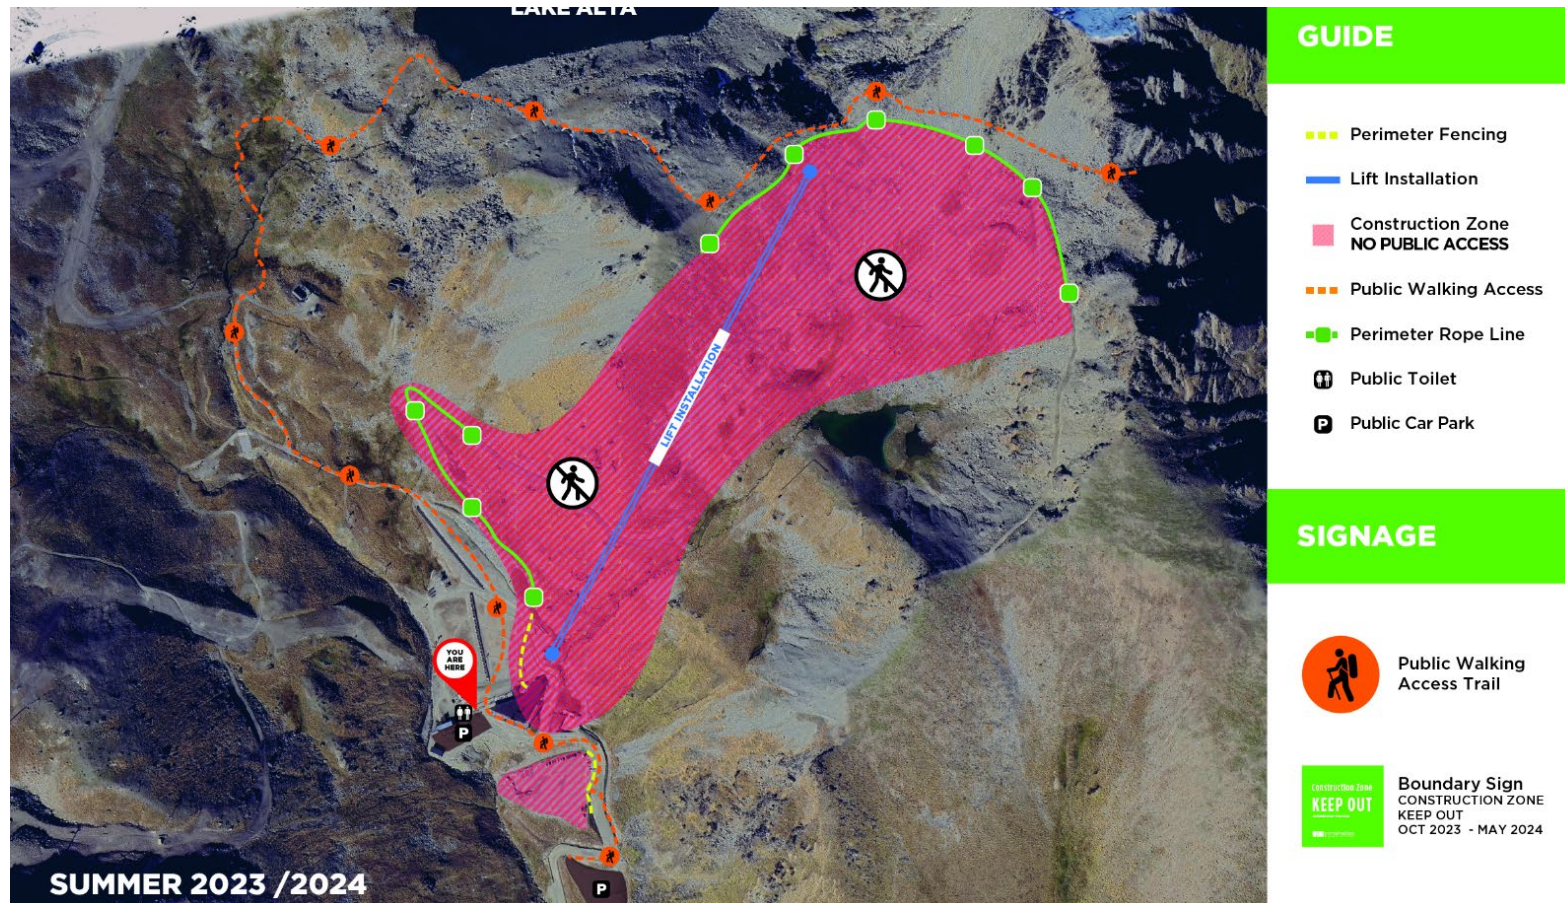 LAKE ALTA
LIFT INSTALLATION
YOU
ARE
HERE
P
P
SUMMER 2023 /2024
GUIDE
Perimeter Fencing
Lift Installation
Construction Zone
NO PUBLIC ACCESS
Public Walking Access
Perimeter Rope Line
Public Toilet
P Public Car Park
SIGNAGE
Public Walking
Access Trail
Construction Zone
KEEP OUT
Boundary Sign
CONSTRUCTION ZONE
KEEP OUT
OCT 2023 - MAY 2024